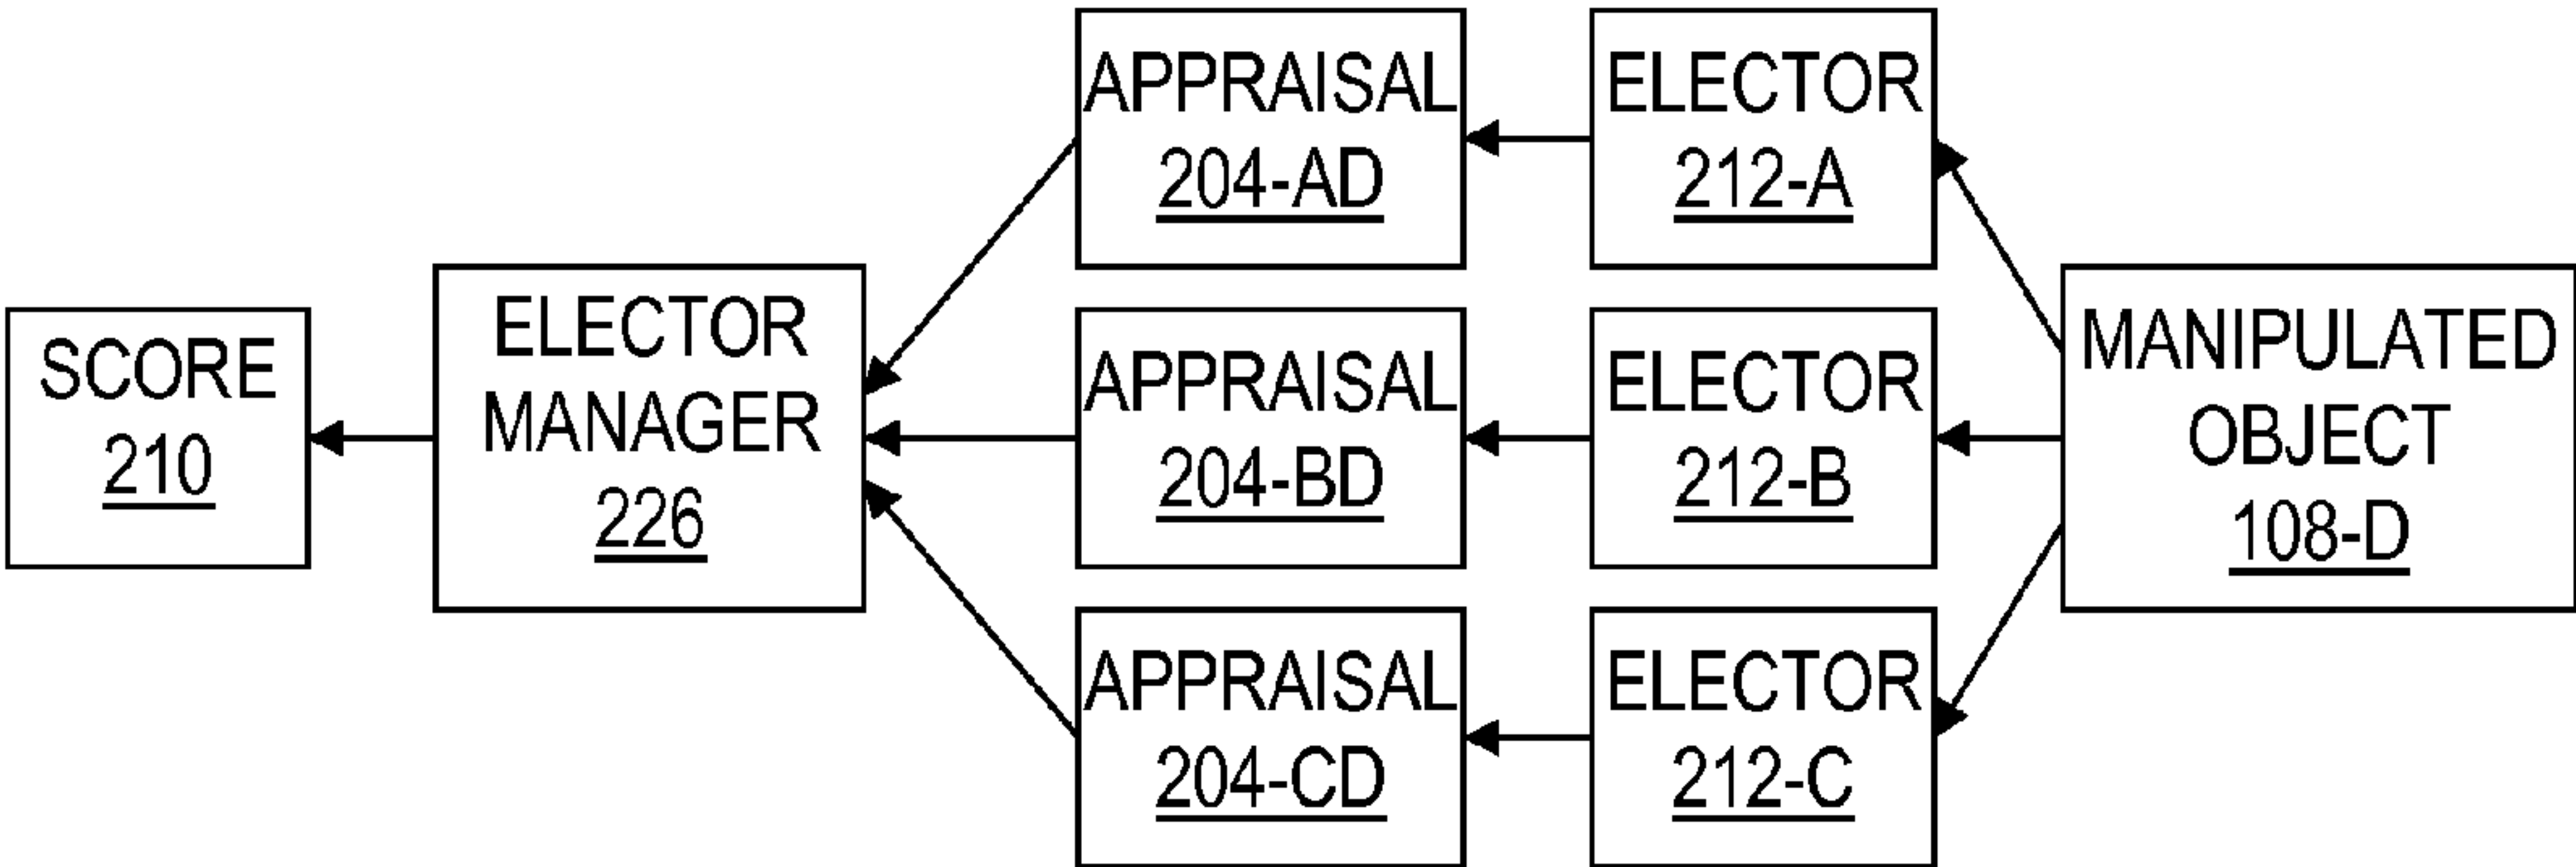 APPRAISAL
204-AD
ELECTOR
212-A
SCORE
210
ELECTOR
MANAGER
226
APPRAISAL
204-BD
ELECTOR
212-B
MANIPULATED
OBJECT
108-D
APPRAISAL
204-CD
ELECTOR
212-C